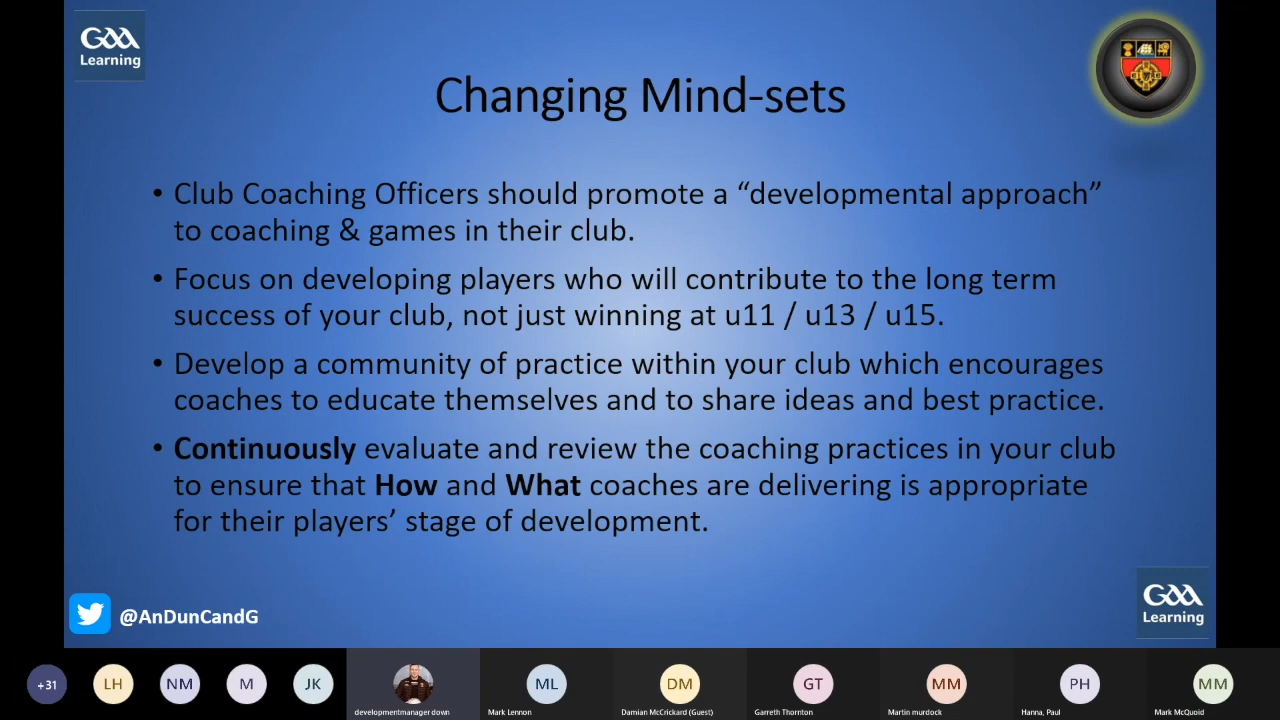 GAA
Learning
Changing Mind-sets
• Club Coaching Officers should promote a “developmental approach”
to coaching & games in their club.
• Focus on developing players who will contribute to the long term
success of your club, not just winning at u11 / u13 / u15.
• Develop a community of practice within your club which encourages
coaches to educate themselves and to share ideas and best practice.
• Continuously evaluate and review the coaching practices in your club
to ensure that How and What coaches are delivering is appropriate
for their players’ stage of development.
@AnDunCandG
GAA
Learning
+31
LH
NM
M
JK
developmentmanager down
ML
Mark Lennon
DM
Damian McCrickard (Guest)
GT
Garreth Thornton
MM
Martin murdock
PH
Hanna, Paul
MM
Mark McQuoid